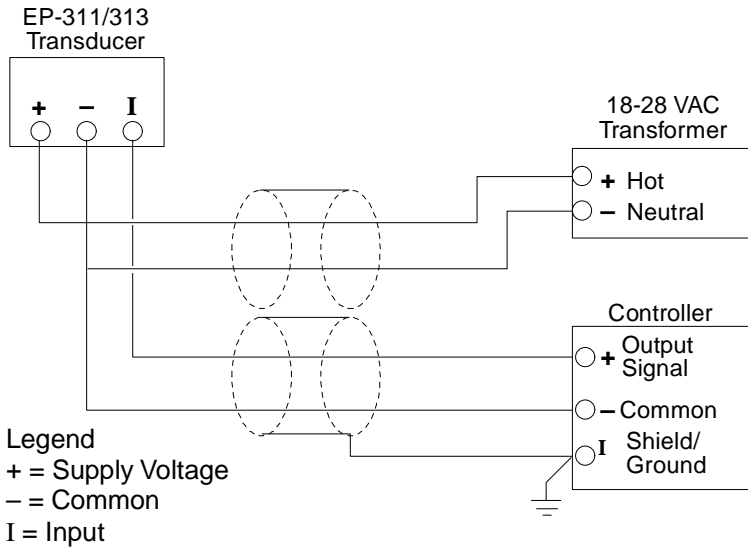 EP-311/313
Transducer
+ – I
18-28 VAC
Transformer
+ Hot
– Neutral
Controller
+ Output
Signal
– Common
I Shield/
Ground
Legend
+ = Supply Voltage
– = Common
I = Input